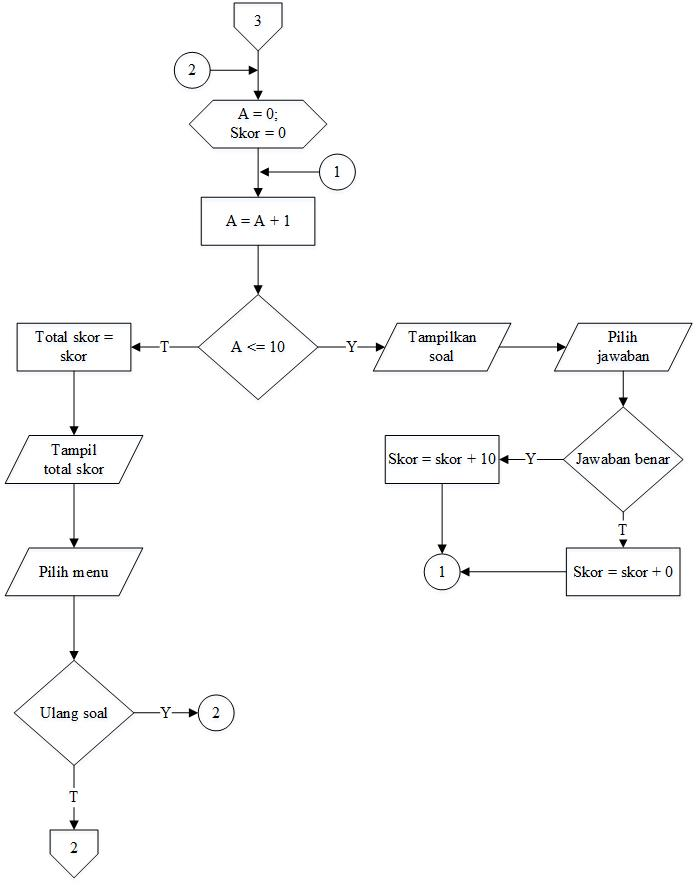 3
2
A = 0;
Skor = 0
1
A = A + 1
Total skor =
skor
T
A <= 10
Y
Tampilkan
soal
Pilih
jawaban
Tampil
total skor
Skor = skor + 10
Y
Jawaban benar
T
Pilih menu
1
Skor = skor + 0
Ulang soal
Y
2
T
2